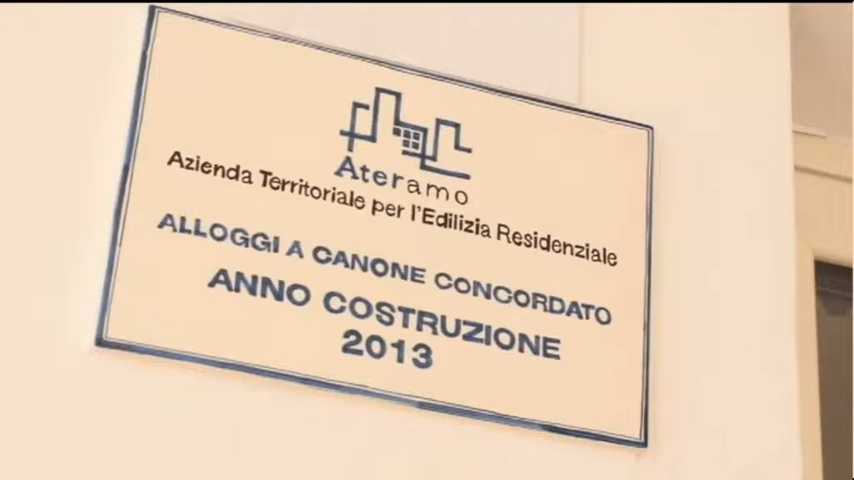 Ateramo
Azienda Territoriale per l'Edilizia Residenziale
ALLOGGI A CANONE CONCORDATO
ANNO COSTRUZIONE
2013